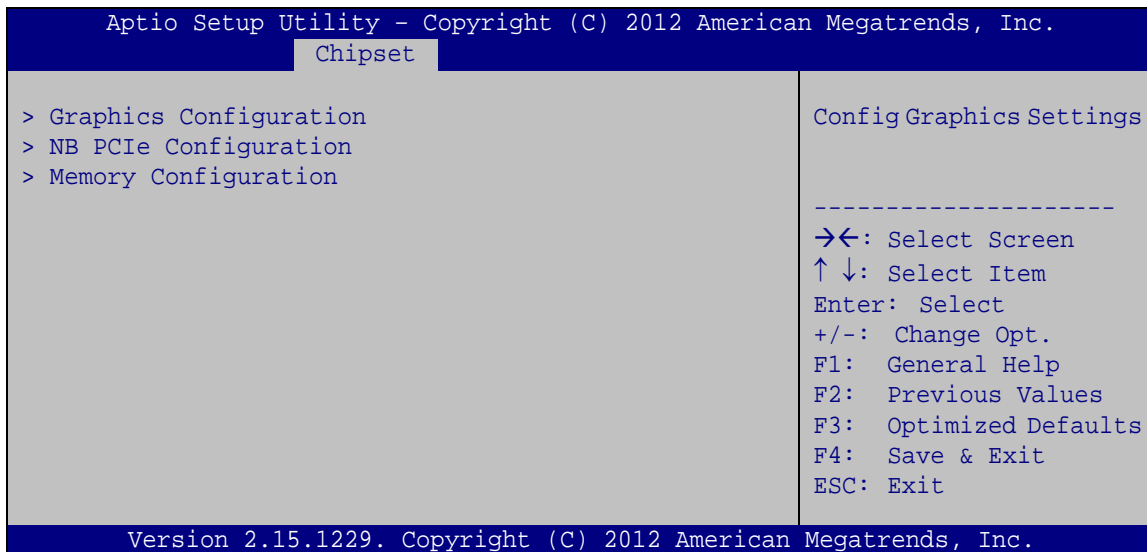 Aptio Setup Utility – Copyright (C) 2012 American Megatrends, Inc.
Chipset
> Graphics Configuration
> NB PCIe Configuration
> Memory Configuration
Config Graphics Settings
---------------------
→←: Select Screen
↑ ↓: Select Item
Enter: Select
+/-: Change Opt.
F1: General Help
F2: Previous Values
F3: Optimized Defaults
F4: Save & Exit
ESC: Exit
Version 2.15.1229. Copyright (C) 2012 American Megatrends, Inc.